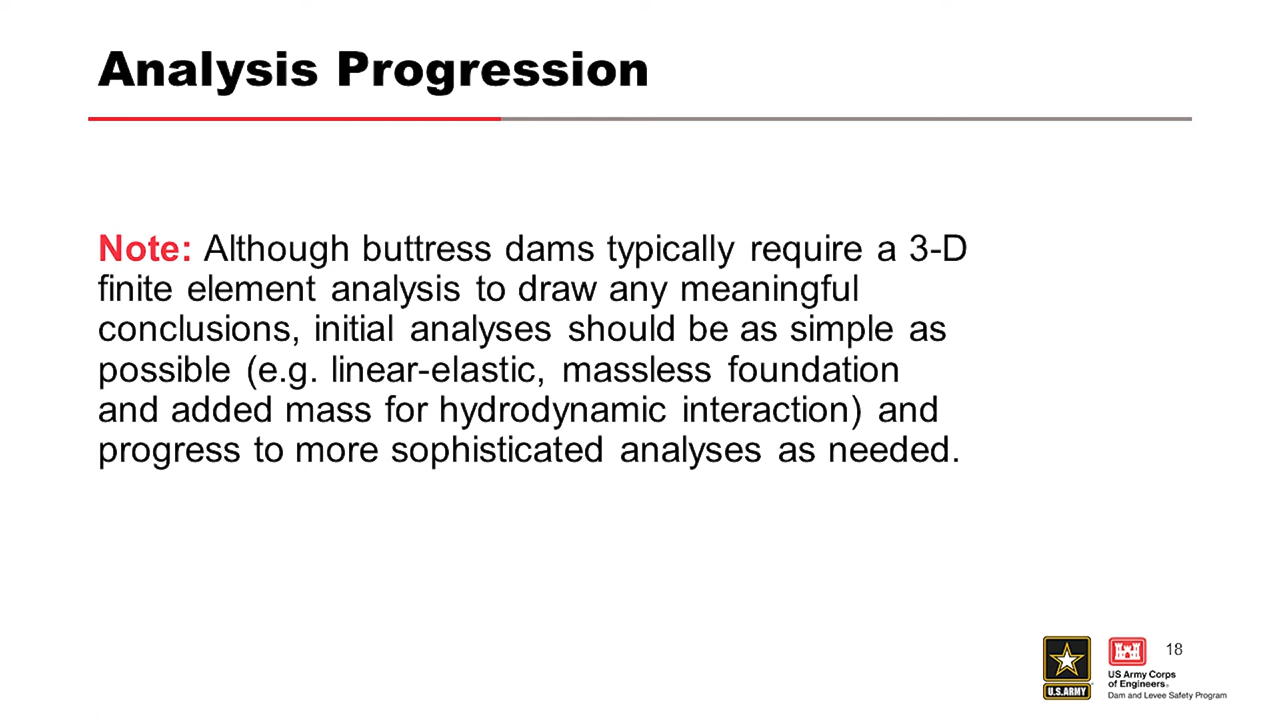 Analysis Progression
Note: Although buttress dams typically require a 3-D
finite element analysis to draw any meaningful
conclusions, initial analyses should be as simple as
possible (e.g. linear-elastic, massless foundation
and added mass for hydrodynamic interaction) and
progress to more sophisticated analyses as needed.
18
U.S.ARMY
US Army Corps
of Engineers®
Dam and Levee Safety Program